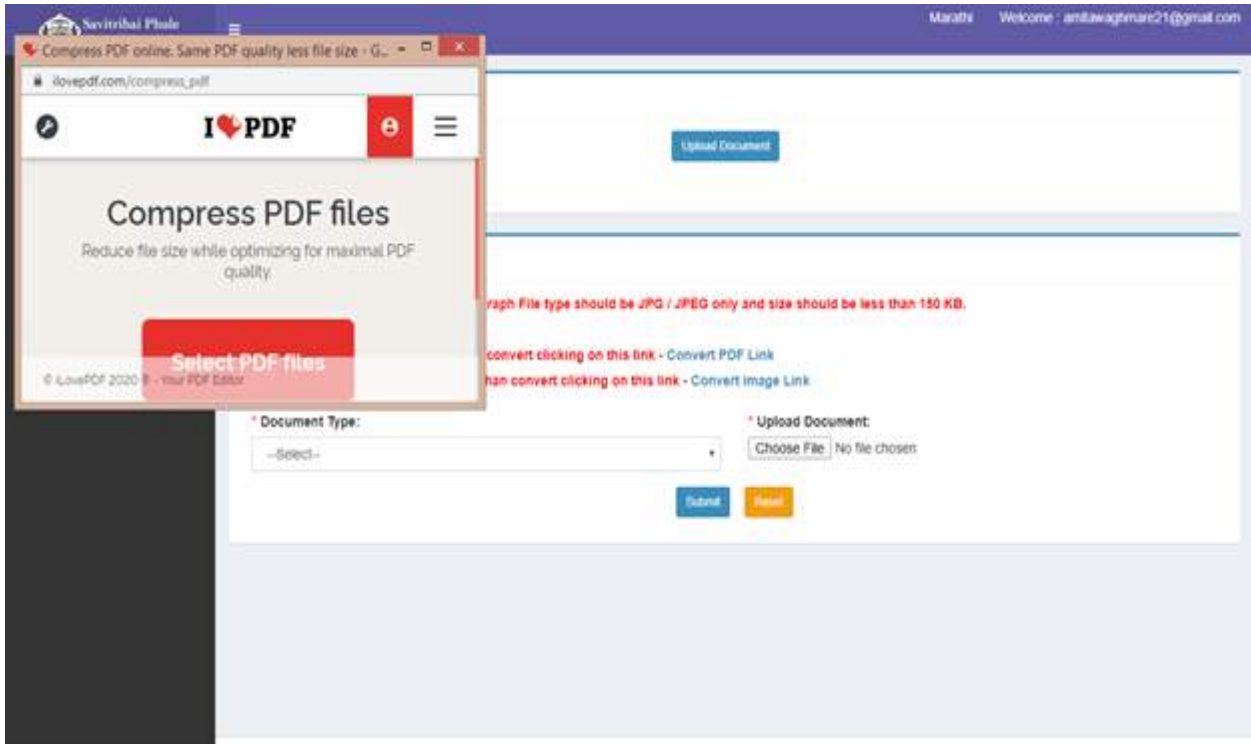 Savitribai Phule
Marathi Welcome : amitawaghmare21@gmail.com
Compress PDF online. Same PDF quality less file size - G...
ilovepdf.com/compress_pdf
I PDF
Compress PDF files
Reduce file size while optimizing for maximal PDF
quality.
Select PDF files
© iLovePDF 2020 ® - Your PDF Editor
Upload Document
raph File type should be JPG / JPEG only and size should be less than 150 KB.
convert clicking on this link - Convert PDF Link
han convert clicking on this link - Convert Image Link
* Document Type:
--Select--
* Upload Document:
Choose File No file chosen
Submit Reset